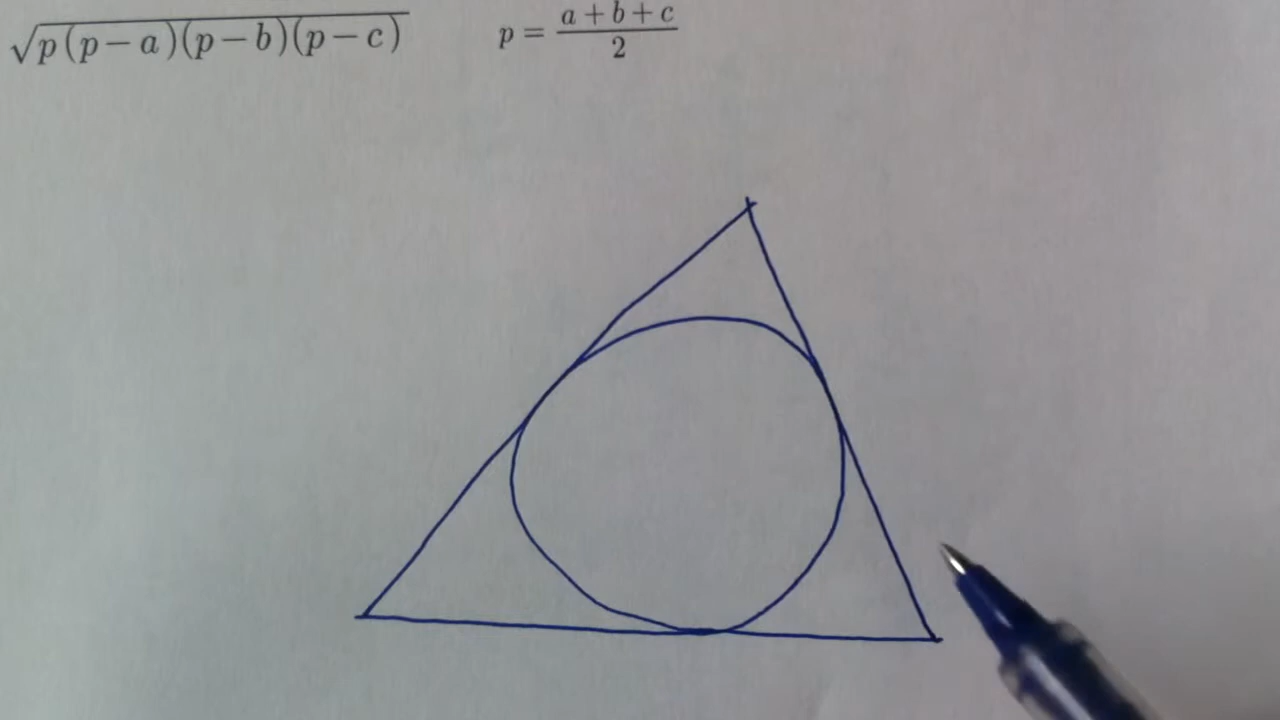 √p(p−a)(p−b)(p−c) p = a+b+c / 2